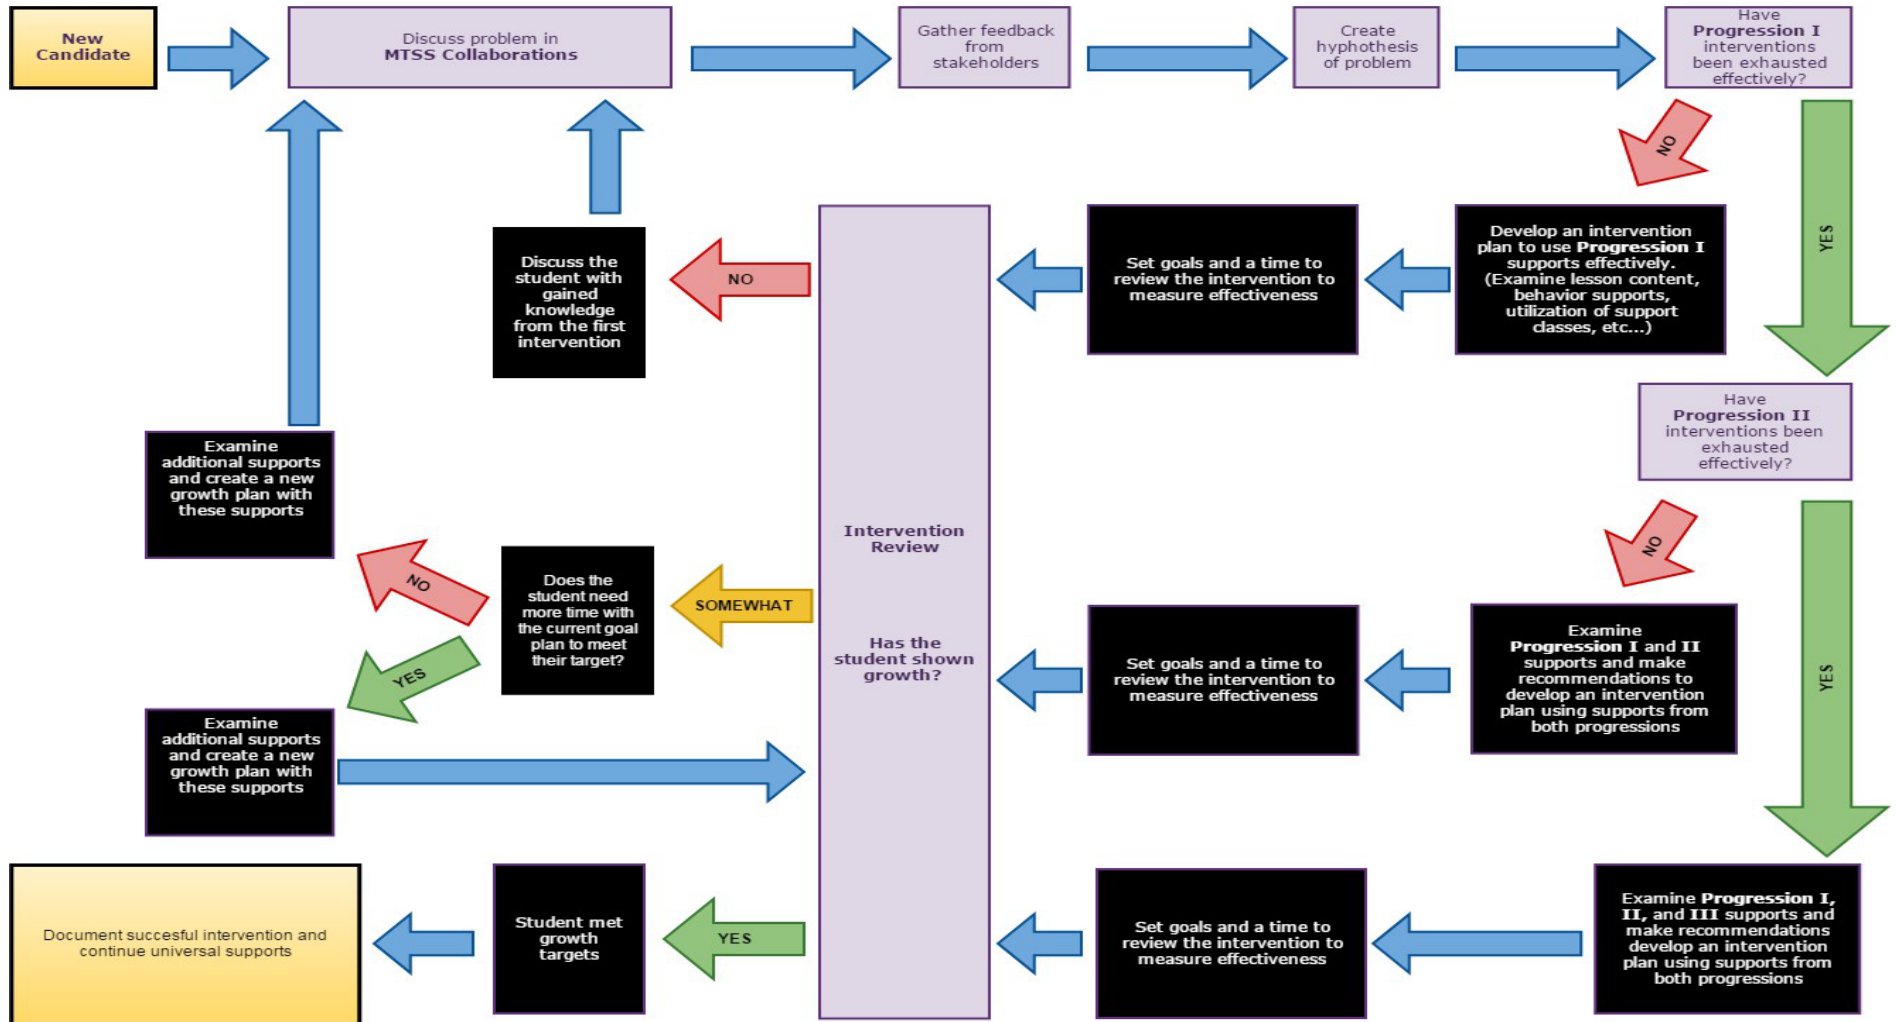 New
Candidate
Discuss problem in
MTSS Collaborations
Gather feedback
from
stakeholders
Create
hyphothesis
of problem
Have
Progression I
interventions
been exhausted
effectively?
NO
YES
Develop an intervention
plan to use Progression I
supports effectively.
(Examine lesson content,
behavior supports,
utilization of support
classes, etc...)
Set goals and a time to
review the intervention to
measure effectiveness
NO
Discuss the
student with
gained
knowledge
from the first
intervention
Have
Progression II
interventions been
exhausted
effectively?
NO
YES
Examine
Progression I and II
supports and make
recommendations to
develop an intervention
plan using supports from
both progressions
Set goals and a time to
review the intervention to
measure effectiveness
Intervention
Review
Has the
student shown
growth?
SOMEWHAT
Does the
student need
more time with
the current goal
plan to meet
their target?
NO
Examine
additional supports
and create a new
growth plan with
these supports
YES
Examine
additional supports
and create a new
growth plan with
these supports
Examine Progression I,
II, and III supports and
make recommendations
develop an intervention
plan using supports from
both progressions
Set goals and a time to
review the intervention to
measure effectiveness
YES
Student met
growth
targets
Document succesful intervention and
continue universal supports